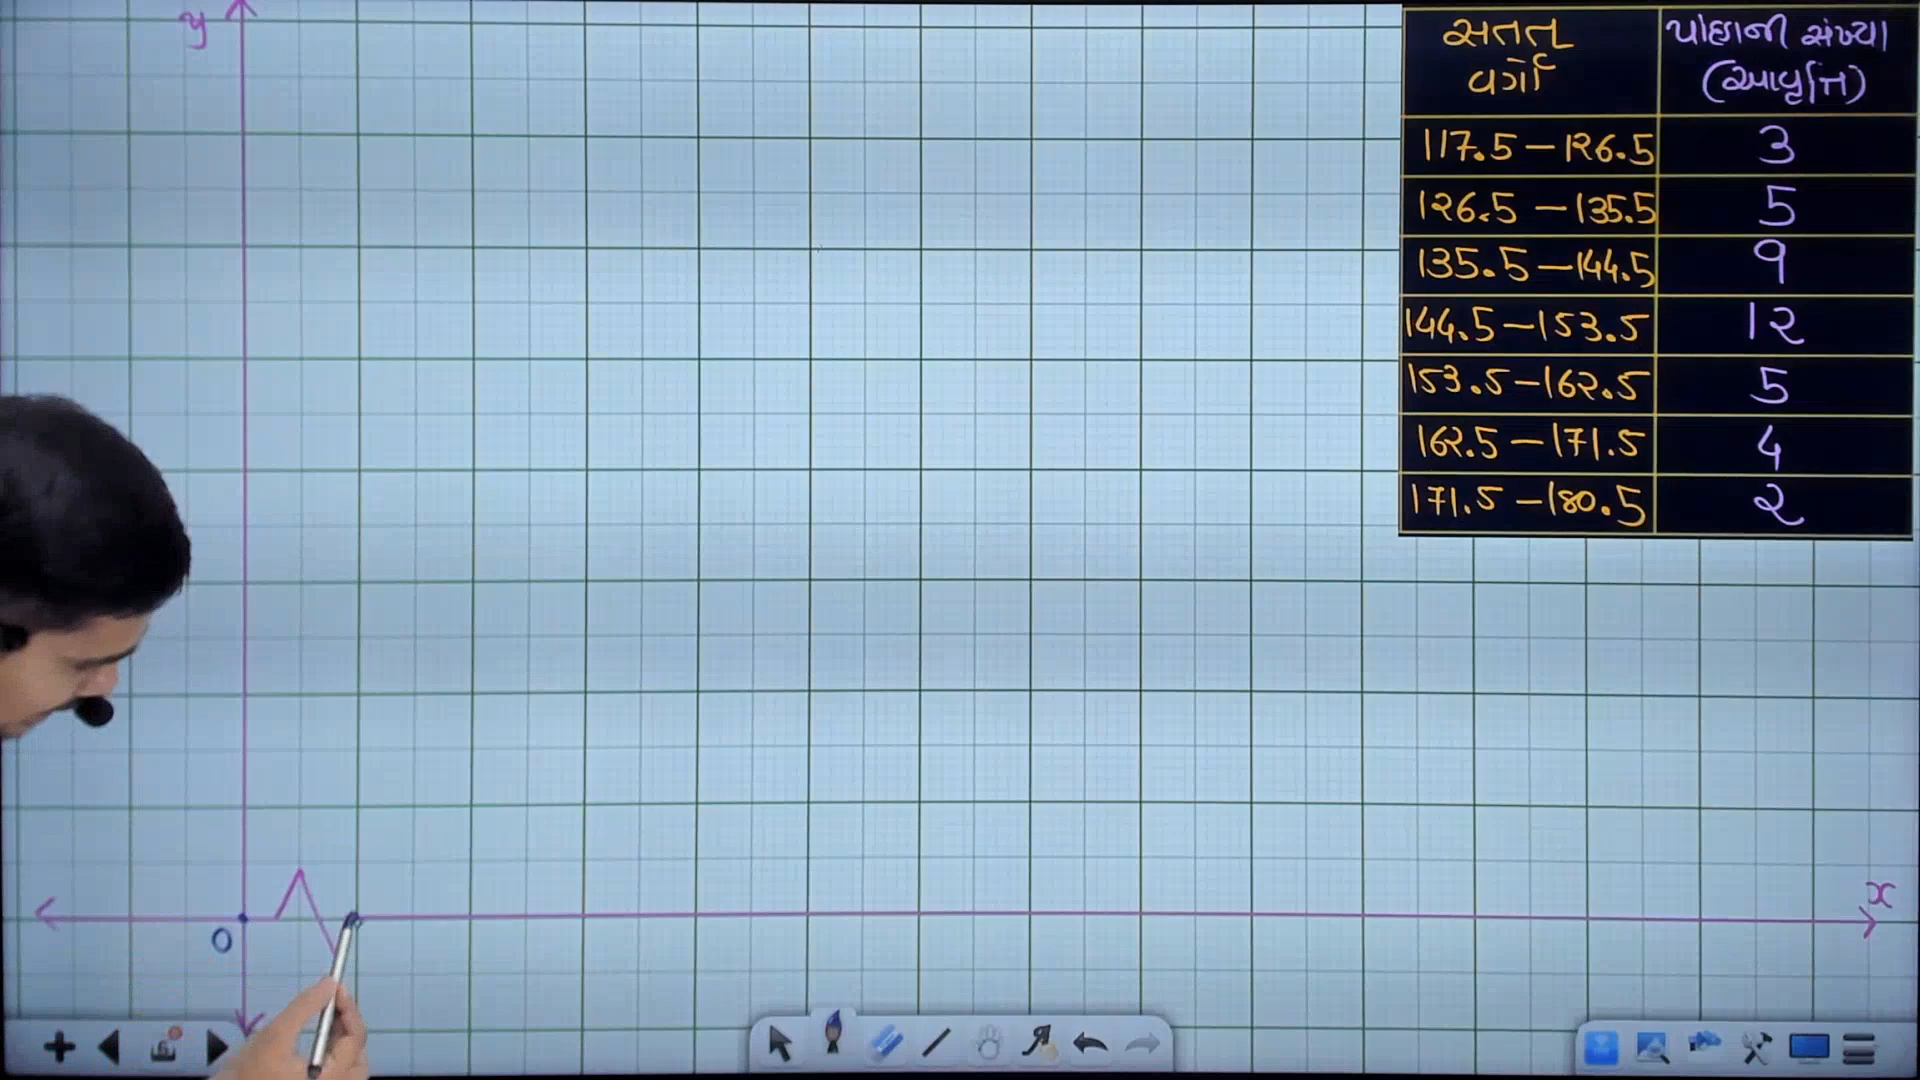 y
સતત
વર્ગો
પાંદડાની સંખ્યા
(આવૃત્તિ)
117.5 – 126.5 3
126.5 – 135.5 5
135.5 – 144.5 9
144.5 – 153.5 12
153.5 – 162.5 5
162.5 – 171.5 4
171.5 – 180.5 2
x
0